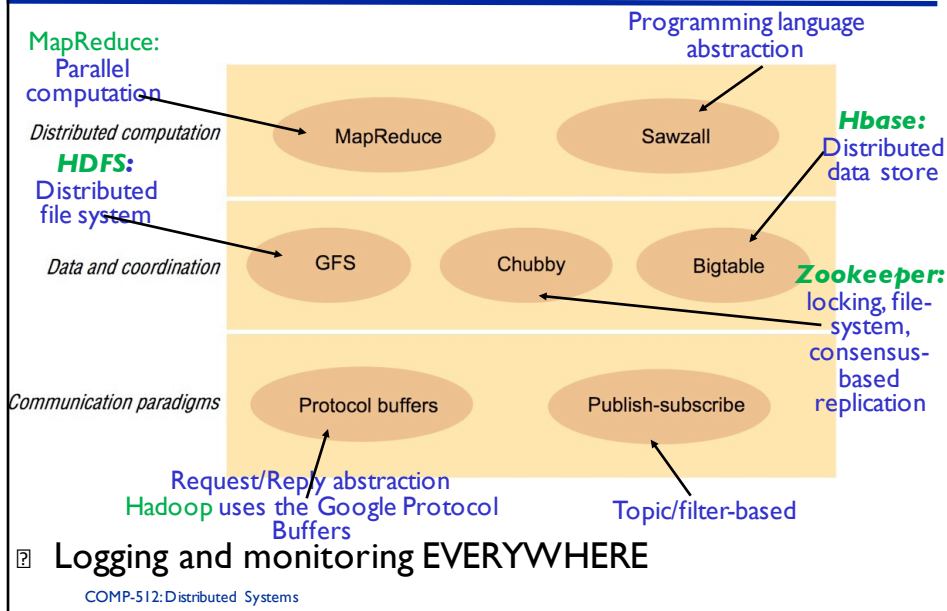 Programming language
abstraction
MapReduce:
Parallel
computation
Distributed computation
MapReduce
Sawzall
Hbase:
Distributed
data store
HDFS:
Distributed
file system
Data and coordination
GFS
Chubby
Bigtable
Zookeeper:
locking, file-
system,
consensus-
based
replication
Communication paradigms
Protocol buffers
Publish-subscribe
Request/Reply abstraction
Hadoop uses the Google Protocol
Buffers
Topic/filter-based
Logging and monitoring EVERYWHERE
COMP-512: Distributed Systems